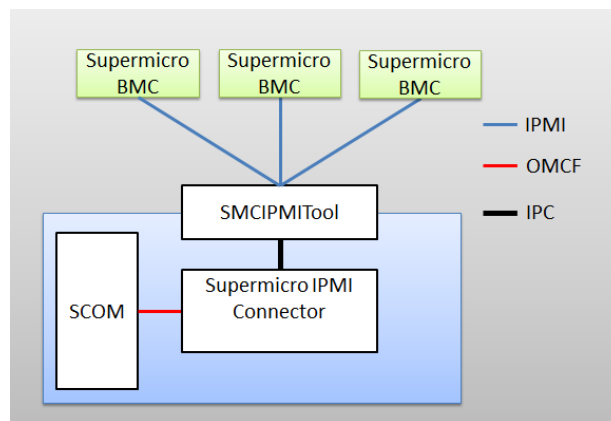 Supermicro
BMC
Supermicro
BMC
Supermicro
BMC
IPMI
OMCF
IPC
SMCIPMITool
SCOM
Supermicro IPMI
Connector